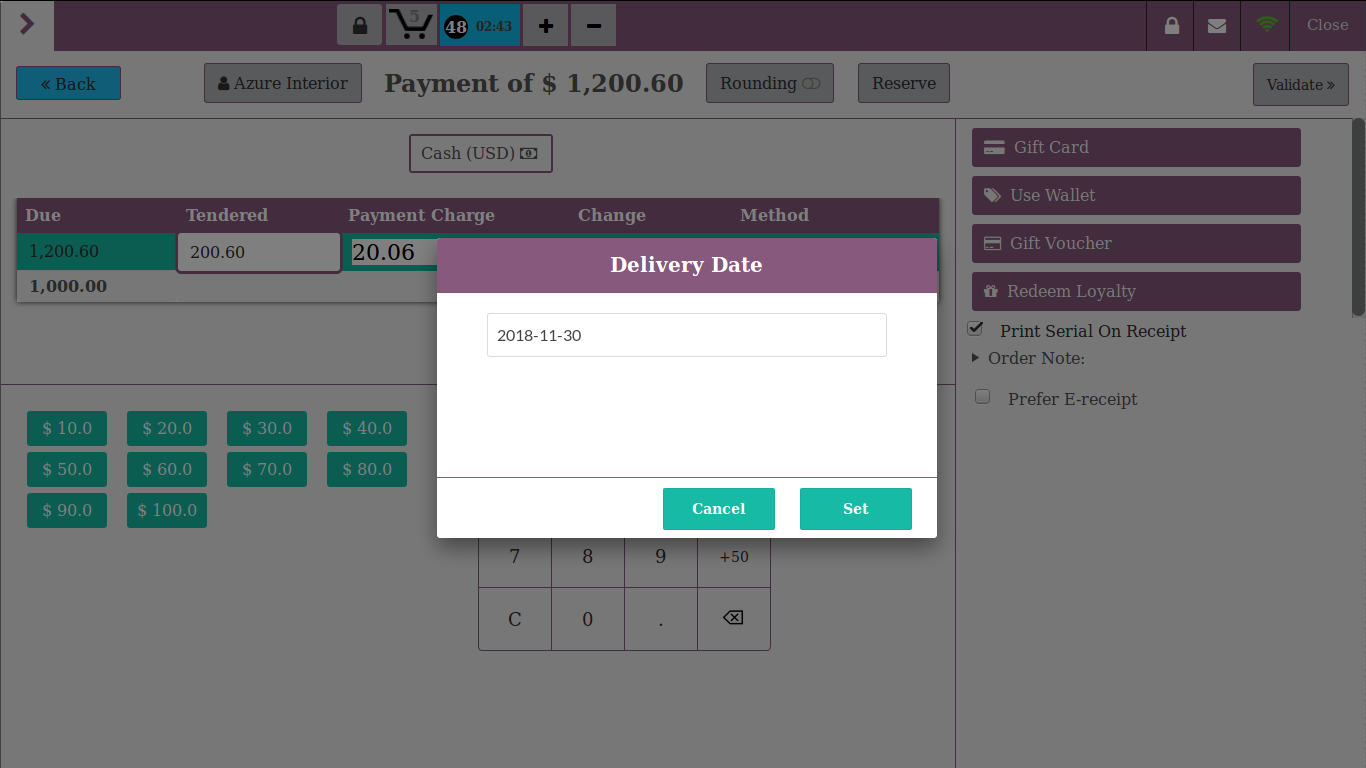 5
48 02:43 + −
Close
« Back
Azure Interior
Payment of $ 1,200.60
Rounding
Reserve
Validate »
Cash (USD)
Due Tendered Payment Charge Change Method
1,200.60 200.60 20.06
1,000.00
Gift Card
Use Wallet
Gift Voucher
Redeem Loyalty
Print Serial On Receipt
Order Note:
Prefer E-receipt
Delivery Date
2018-11-30
Cancel Set
$ 10.0 $ 20.0 $ 30.0 $ 40.0
$ 50.0 $ 60.0 $ 70.0 $ 80.0
$ 90.0 $ 100.0
7 8 9 +50
C 0 .